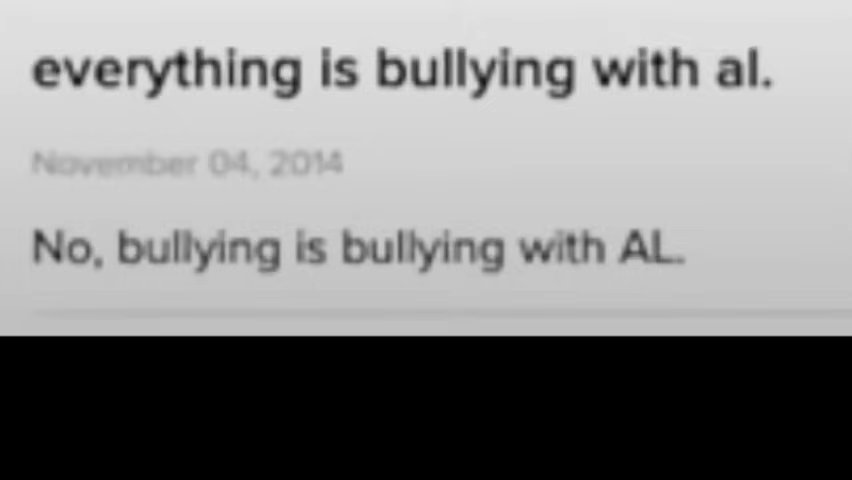 everything is bullying with al.
November 04, 2014
No, bullying is bullying with AL.